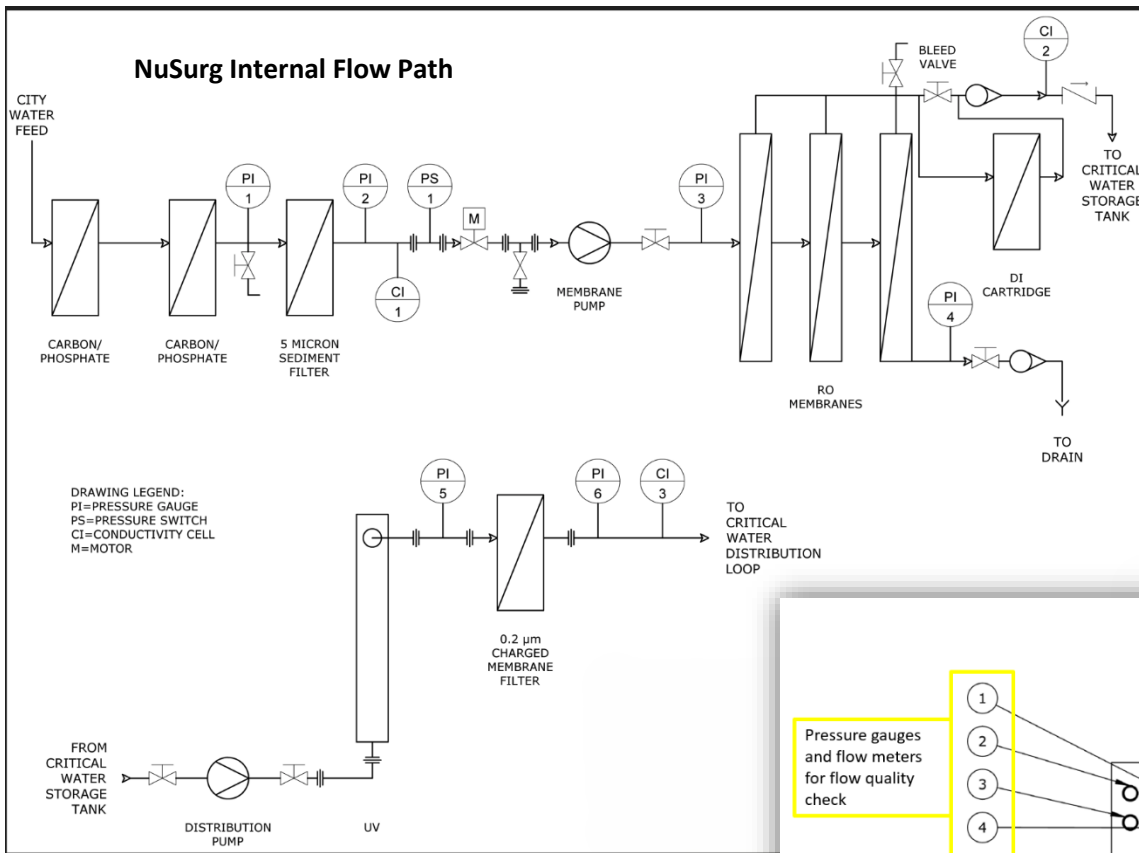 NuSurg Internal Flow Path
CITY
WATER
FEED
PI
1
PI
2
PS
1
M
CI
1
PI
3
BLEED
VALVE
CI
2
TO
CRITICAL
WATER
STORAGE
TANK
CARBON/
PHOSPHATE
CARBON/
PHOSPHATE
5 MICRON
SEDIMENT
FILTER
MEMBRANE
PUMP
DI
CARTRIDGE
PI
4
RO
MEMBRANES
TO
DRAIN
DRAWING LEGEND:
PI=PRESSURE GAUGE
PS=PRESSURE SWITCH
CI=CONDUCTIVITY CELL
M=MOTOR
PI
5
PI
6
CI
3
TO
CRITICAL
WATER
DISTRIBUTION
LOOP
0.2 µm
CHARGED
MEMBRANE
FILTER
FROM
CRITICAL
WATER
STORAGE
TANK
DISTRIBUTION
PUMP
UV
Pressure gauges
and flow meters
for flow quality
check
1
2
3
4